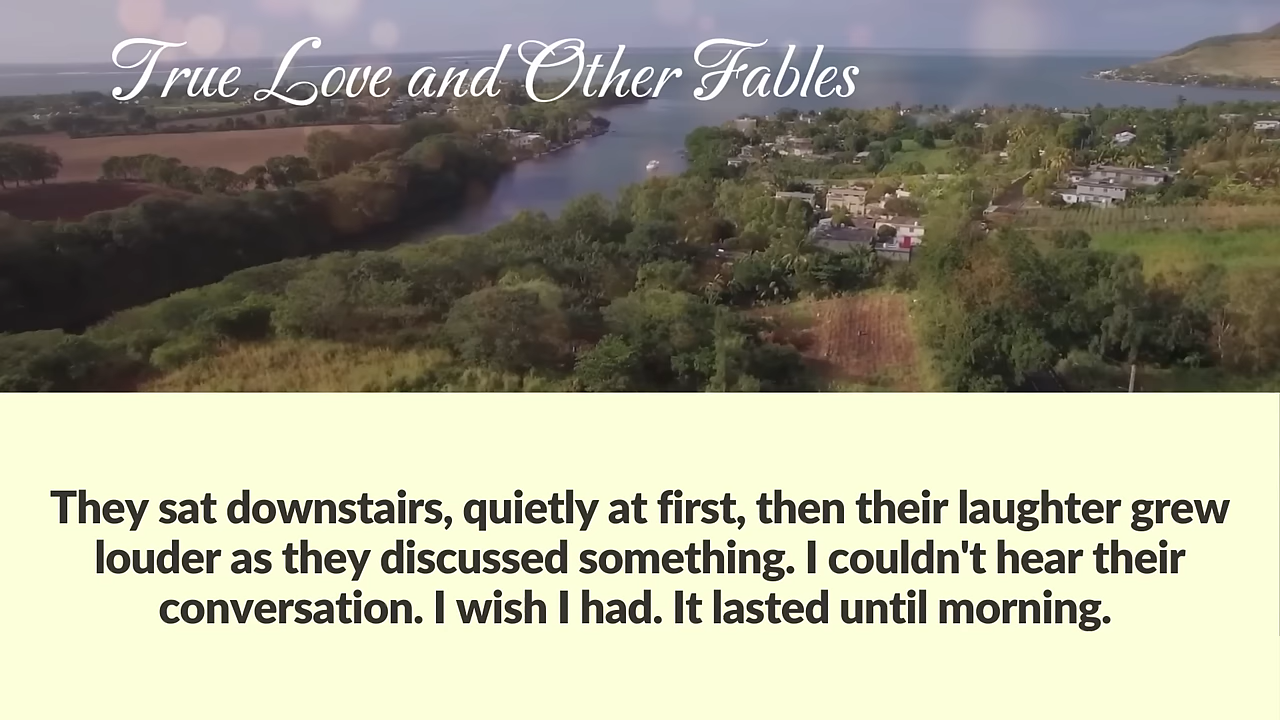 True Love and Other Fables
They sat downstairs, quietly at first, then their laughter grew
louder as they discussed something. I couldn't hear their
conversation. I wish I had. It lasted until morning.